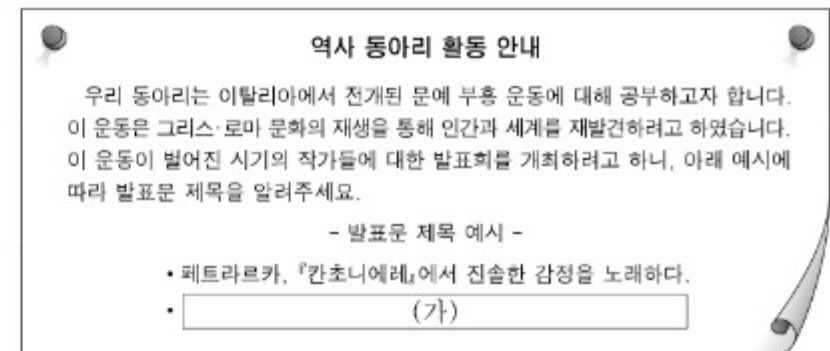 역사 동아리 활동 안내
우리 동아리는 이탈리아에서 전개된 문예 부흥 운동에 대해 공부하고자 합니다.
이 운동은 그리스·로마 문화의 재생을 통해 인간과 세계를 재발견하려고 하였습니다.
이 운동이 벌어진 시기의 작가들에 대한 발표회를 개최하려고 하니, 아래 예시에
따라 발표문 제목을 알려주세요.
- 발표문 제목 예시 -
• 페트라르카, 『칸초니에레』에서 진솔한 감정을 노래하다.
• (가)